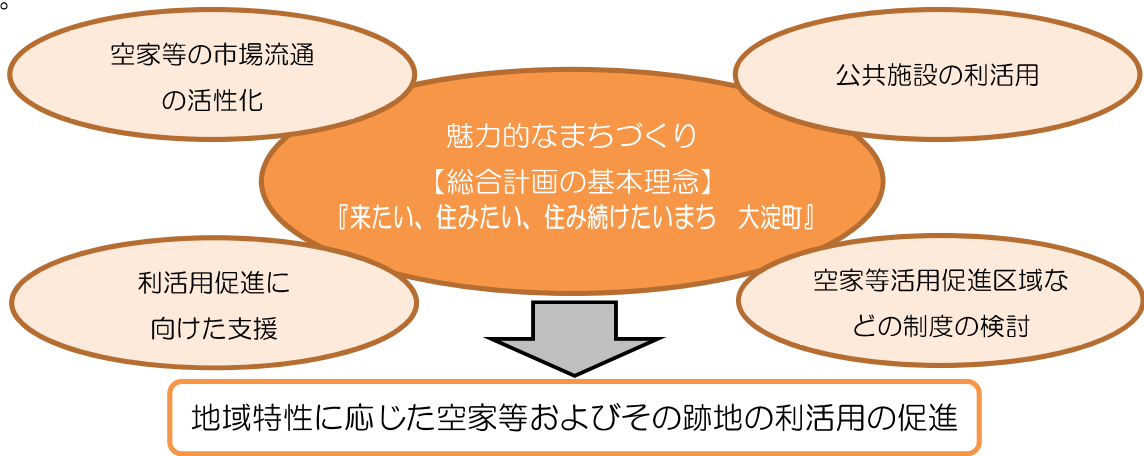 。
空家等の市場流通
の活性化
公共施設の利活用
魅力的なまちづくり
【総合計画の基本理念】
『来たい、住みたい、住み続けたいまち　大淀町』
利活用促進に
向けた支援
空家等活用促進区域な
どの制度の検討
地域特性に応じた空家等およびその跡地の利活用の促進